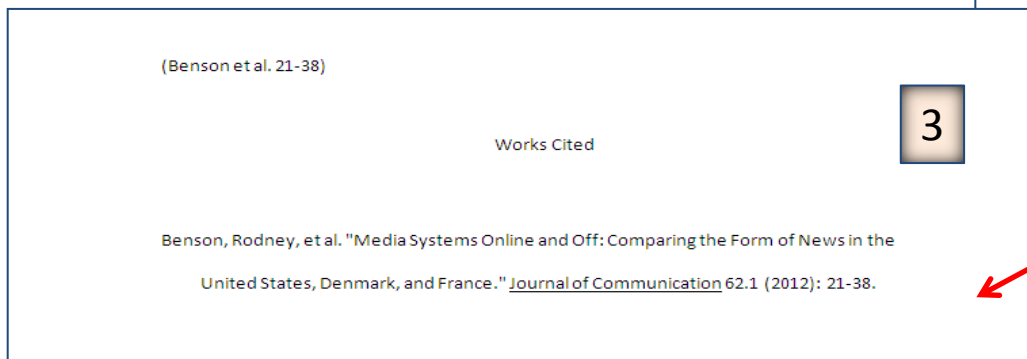 (Benson et al. 21-38)
3
Works Cited
Benson, Rodney, et al. "Media Systems Online and Off: Comparing the Form of News in the
United States, Denmark, and France." Journal of Communication 62.1 (2012): 21-38.